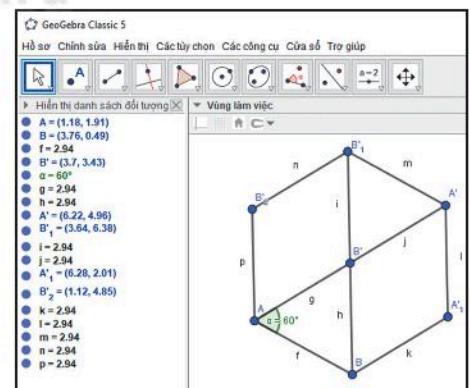 GeoGebra Classic 5
Hồ sơ Chỉnh sửa Hiển thị Các tùy chọn Các công cụ Cửa sổ Trợ giúp
A
a=2
Hiển thị danh sách đối tượng
Vùng làm việc
A = (1.18, 1.91)
B = (3.76, 0.49)
f = 2.94
B' = (3.7, 3.43)
α = 60°
g = 2.94
h = 2.94
A' = (6.22, 4.96)
B'₁ = (3.64, 6.38)
i = 2.94
j = 2.94
A'₁ = (6.28, 2.01)
B'₂ = (1.12, 4.85)
k = 2.94
l = 2.94
m = 2.94
n = 2.94
p = 2.94
B'₁
n
m
B'₂
A'
i
j
B'
p
l
g
A
α = 60°
h
A'₁
f
k
B